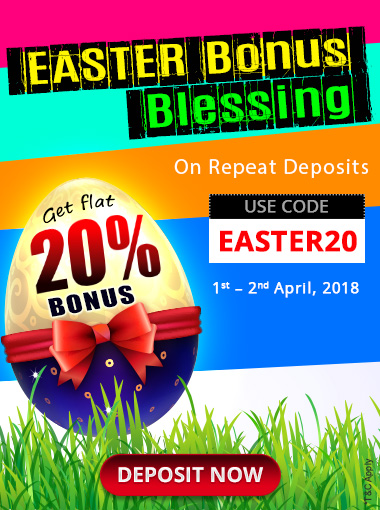 EASTER Bonus
Blessing
On Repeat Deposits
Get flat
20%
BONUS
USE CODE
EASTER20
1st – 2nd April, 2018
DEPOSIT NOW
T&C Apply